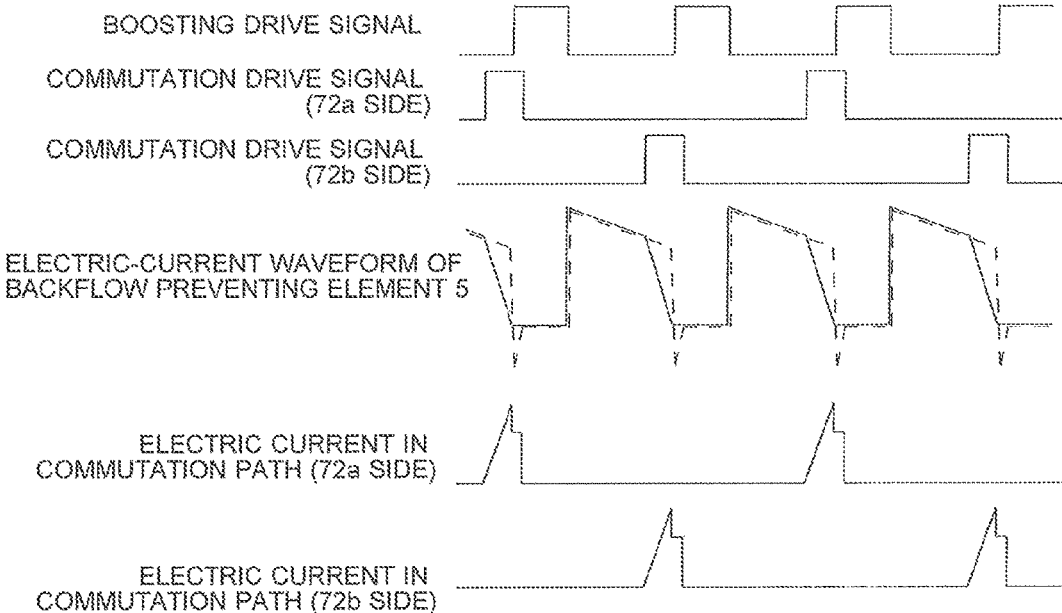 BOOSTING DRIVE SIGNAL
COMMUTATION DRIVE SIGNAL
(72a SIDE)
COMMUTATION DRIVE SIGNAL
(72b SIDE)
ELECTRIC-CURRENT WAVEFORM OF
BACKFLOW PREVENTING ELEMENT 5
ELECTRIC CURRENT IN
COMMUTATION PATH (72a SIDE)
ELECTRIC CURRENT IN
COMMUTATION PATH (72b SIDE)